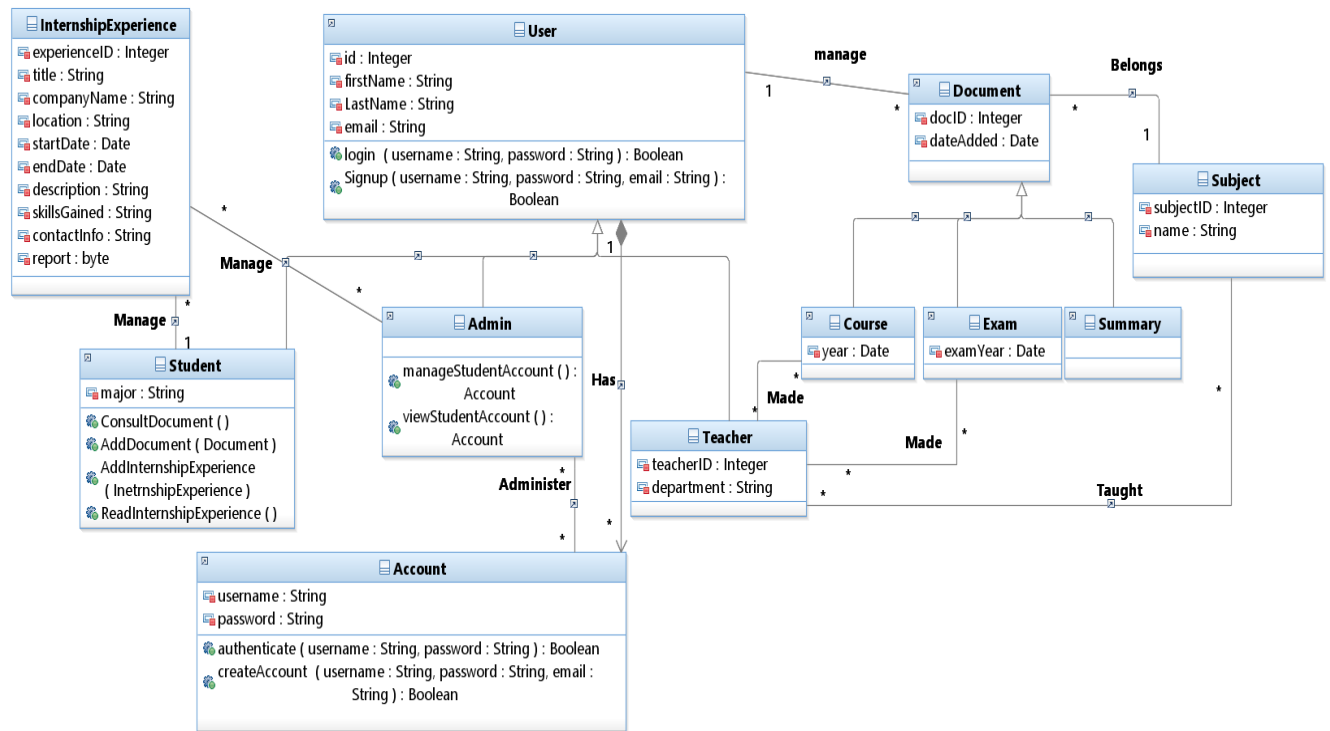 InternshipExperience
experienceID : Integer
title : String
companyName : String
location : String
startDate : Date
endDate : Date
description : String
skillsGained : String
contactInfo : String
report : byte
User
id : Integer
firstName : String
LastName : String
email : String
login ( username : String, password : String ) : Boolean
Signup ( username : String, password : String, email : String ) :
Boolean
manage
1
*
Document
docID : Integer
dateAdded : Date
Belongs
*
1
Subject
subjectID : Integer
name : String
*
Manage
*
*
Manage
1
1
Student
major : String
ConsultDocument ( )
AddDocument ( Document )
AddInternshipExperience
( InetrnshipExperience )
ReadInternshipExperience ( )
Admin
manageStudentAccount ( ) :
Account
viewStudentAccount ( ) :
Account
Has
*
Course
year : Date
Exam
examYear : Date
Summary
*
Made
*
Made
*
*
Teacher
teacherID : Integer
department : String
*
Taught
*
*
Administer
*
Account
username : String
password : String
authenticate ( username : String, password : String ) : Boolean
createAccount ( username : String, password : String, email :
String ) : Boolean